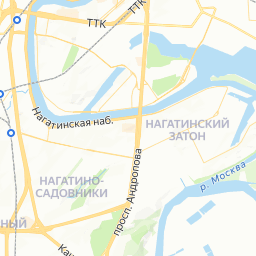 ТТК
ТТК
Нагатинская наб.
НАГАТИНСКИЙ
ЗАТОН
НАГАТИНО-
САДОВНИКИ
просп. Андропова
р. Москва